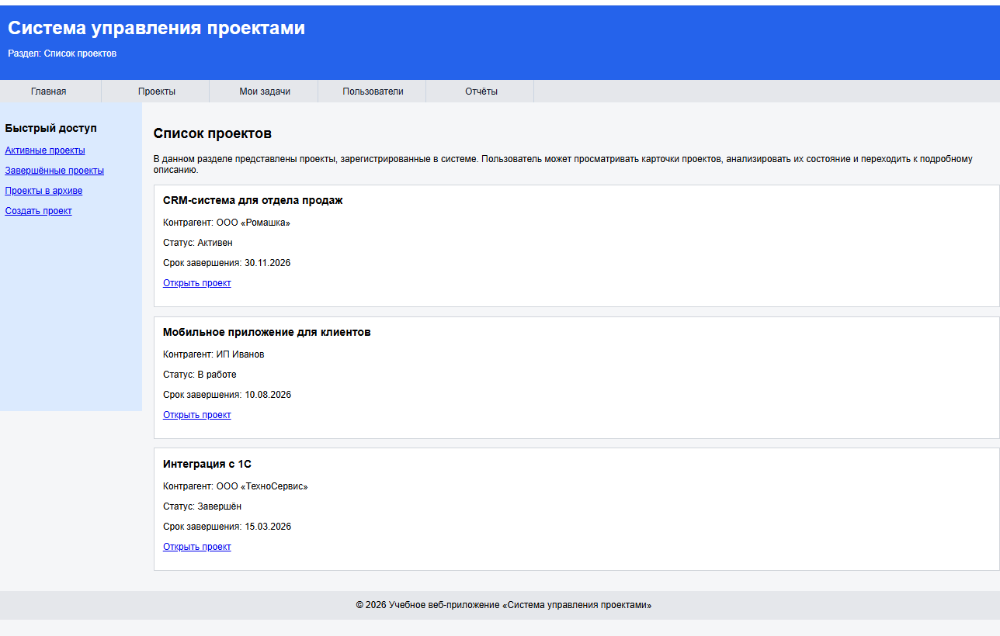 Система управления проектами
Раздел: Список проектов
Главная
Проекты
Мои задачи
Пользователи
Отчёты
Быстрый доступ
Активные проекты
Завершённые проекты
Проекты в архиве
Создать проект
Список проектов
В данном разделе представлены проекты, зарегистрированные в системе. Пользователь может просматривать карточки проектов, анализировать их состояние и переходить к подробному
описанию.
CRM-система для отдела продаж
Контрагент: ООО «Ромашка»
Статус: Активен
Срок завершения: 30.11.2026
Открыть проект
Мобильное приложение для клиентов
Контрагент: ИП Иванов
Статус: В работе
Срок завершения: 10.08.2026
Открыть проект
Интеграция с 1С
Контрагент: ООО «ТехноСервис»
Статус: Завершён
Срок завершения: 15.03.2026
Открыть проект
© 2026 Учебное веб-приложение «Система управления проектами»